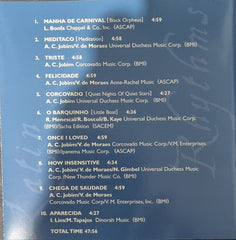 1. MANHA DE CARNIVAL [Black Orpheus] 4:59
L. Bonfa Chappel & Co., Inc. (ASCAP)
2. MEDITACO [Meditation] 4:59
A. C. Jobim/V. de Moraes Universal Duchess Music Corp. (BMI)
3. TRISTE 4:58
A. C. Jobim Corcovado Music Corp. (BMI)
4. FELICIDADE 4:59
A. C. Jobim/V. de Moraes Anne-Rachel Music (ASCAP)
5. CORCOVADO [Quiet Nights Of Quiet Stars] 4:27
A. C. Jobim Universal Duchess Music Corp. (BMI)
6. O BARQUINHO [Little Boat] 4:36
R. Menescal/R. Boscoli/B. Kaye Universal Duchess Music Corp.
(BMI)/Sacha Edition (SACEM)
7. ONCE I LOVED 4:59
A. C. Jobim/V. de Moraes Corcovado Music Corp/V.M. Enterprises
(BMI)/Ipanema Music Corp. (ASCAP)
8. HOW INSENSITIVE 4:34
A. C. Jobim/V. de Moraes/N. Gimbel Universal Duchess Music
Corp./New Thunder Music Co. (BMI)
9. CHEGA DE SAUDADE 4:59
A. C. Jobim/V. de Moraes
Corcovado Music Corp/V.M. Enterprises, Inc. (BMI)
10. APARECIDA 4:27
I. Lins/M. Tapajos Dinorah Music (BMI)
TOTAL TIME 47:56